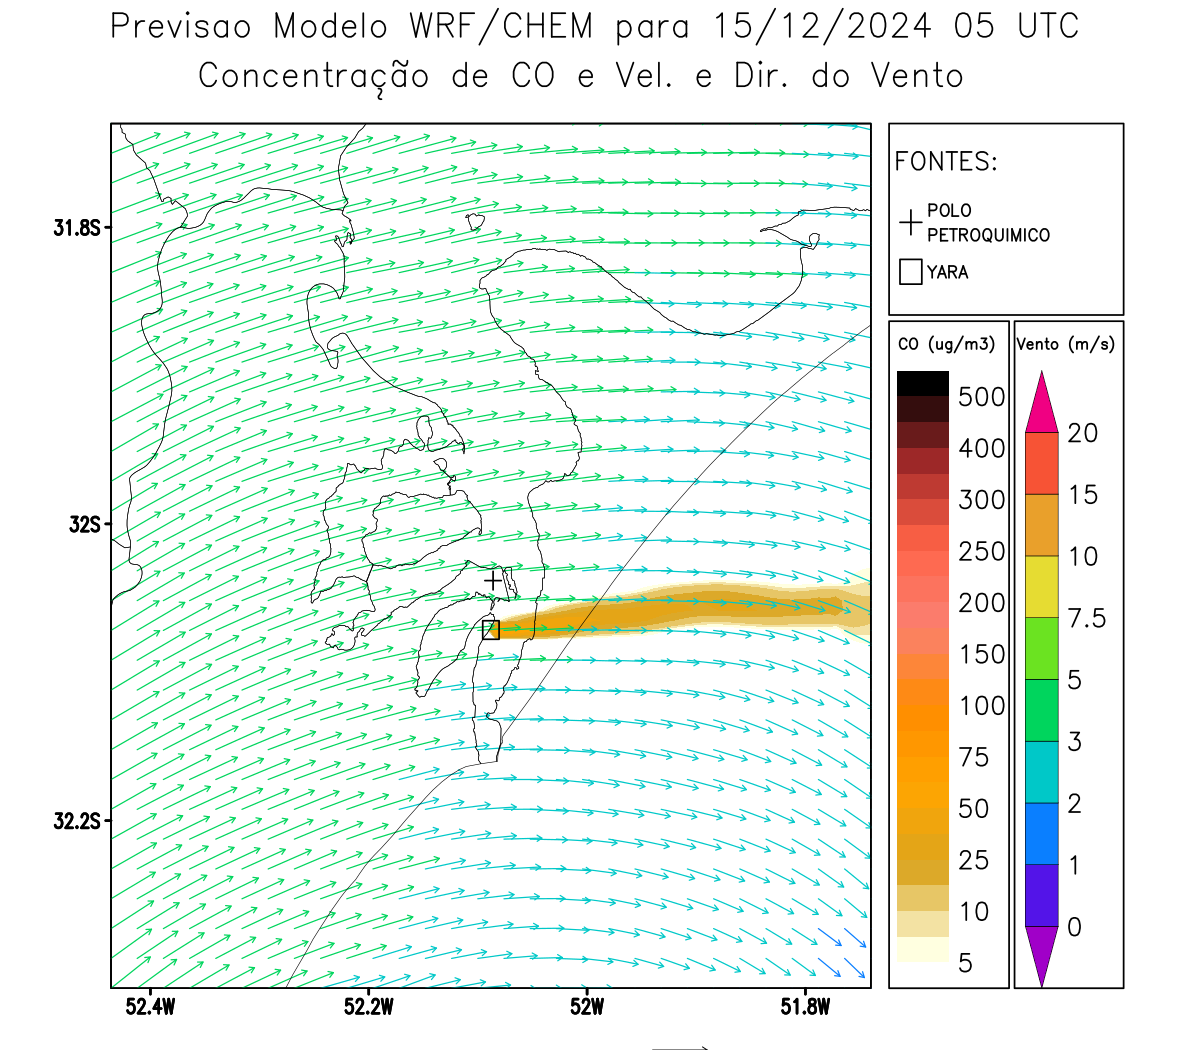 Previsao Modelo WRF/CHEM para 15/12/2024 05 UTC
Concentração de CO e Vel. e Dir. do Vento
FONTES:
POLO
PETROQUIMICO
YARA
CO (ug/m3)
500
400
300
250
200
150
100
75
50
25
10
5
Vento (m/s)
20
15
10
7.5
5
3
2
1
0
31.8S
32S
32.2S
52.4W
52.2W
52W
51.8W